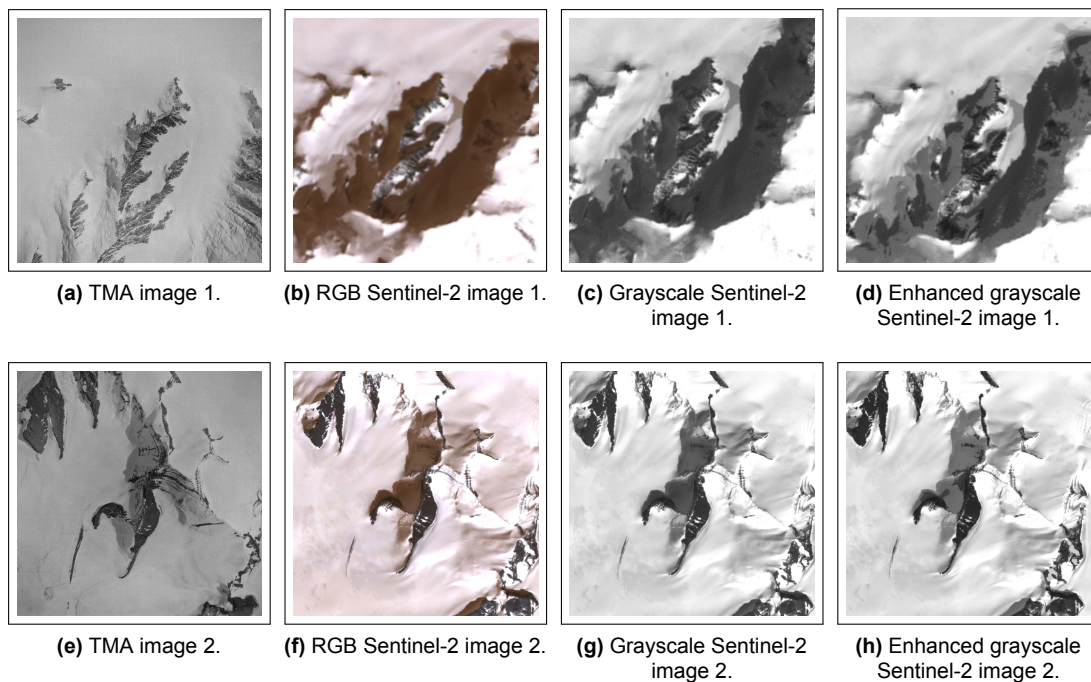 (a) TMA image 1.
(b) RGB Sentinel-2 image 1.
(c) Grayscale Sentinel-2
image 1.
(d) Enhanced grayscale
Sentinel-2 image 1.
(e) TMA image 2.
(f) RGB Sentinel-2 image 2.
(g) Grayscale Sentinel-2
image 2.
(h) Enhanced grayscale
Sentinel-2 image 2.